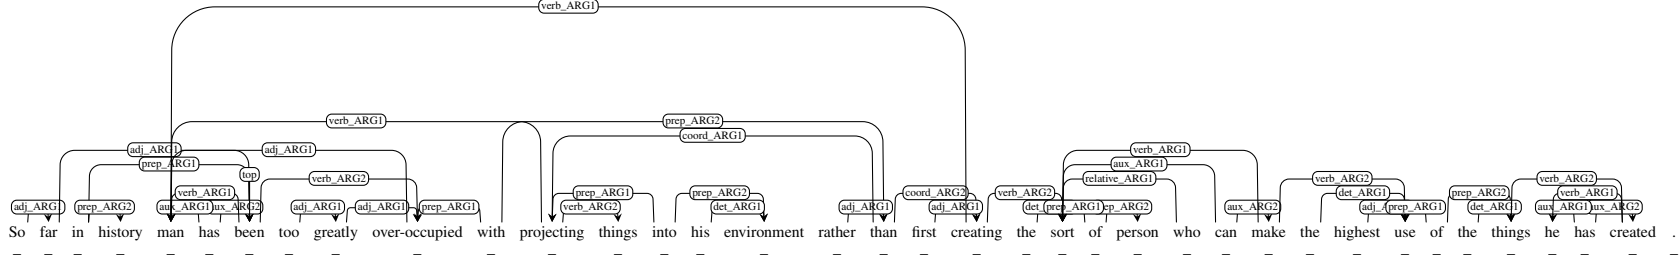 verb_ARG1
verb_ARG1 prep_ARG2
coord_ARG1
adj_ARG1 adj_ARG1 verb_ARG1
prep_ARG1 aux_ARG1
top verb_ARG2 relative_ARG1 verb_ARG2 verb_ARG2
verb_ARG1 prep_ARG1 prep_ARG2 coord_ARG2 verb_ARG2 det_ARG1 prep_ARG2 verb_ARG1
adj_ARG1 prep_ARG2 aux_ARG1 aux_ARG2 adj_ARG1 adj_ARG1 prep_ARG1 verb_ARG2 det_ARG1 adj_ARG1 adj_ARG1 prep_ARG1 aux_ARG2 prep_ARG1 det_ARG1 aux_ARG1 aux_ARG2
So far in history man has been too greatly over-occupied with projecting things into his environment rather than first creating the sort of person who can make the highest use of the things he has created .
_ _ _ _ _ _ _ _ _ _ _ _ _ _ _ _ _ _ _ _ _ _ _ _ _ _ _ _ _ _ _ _ _ _ _ _ _ _